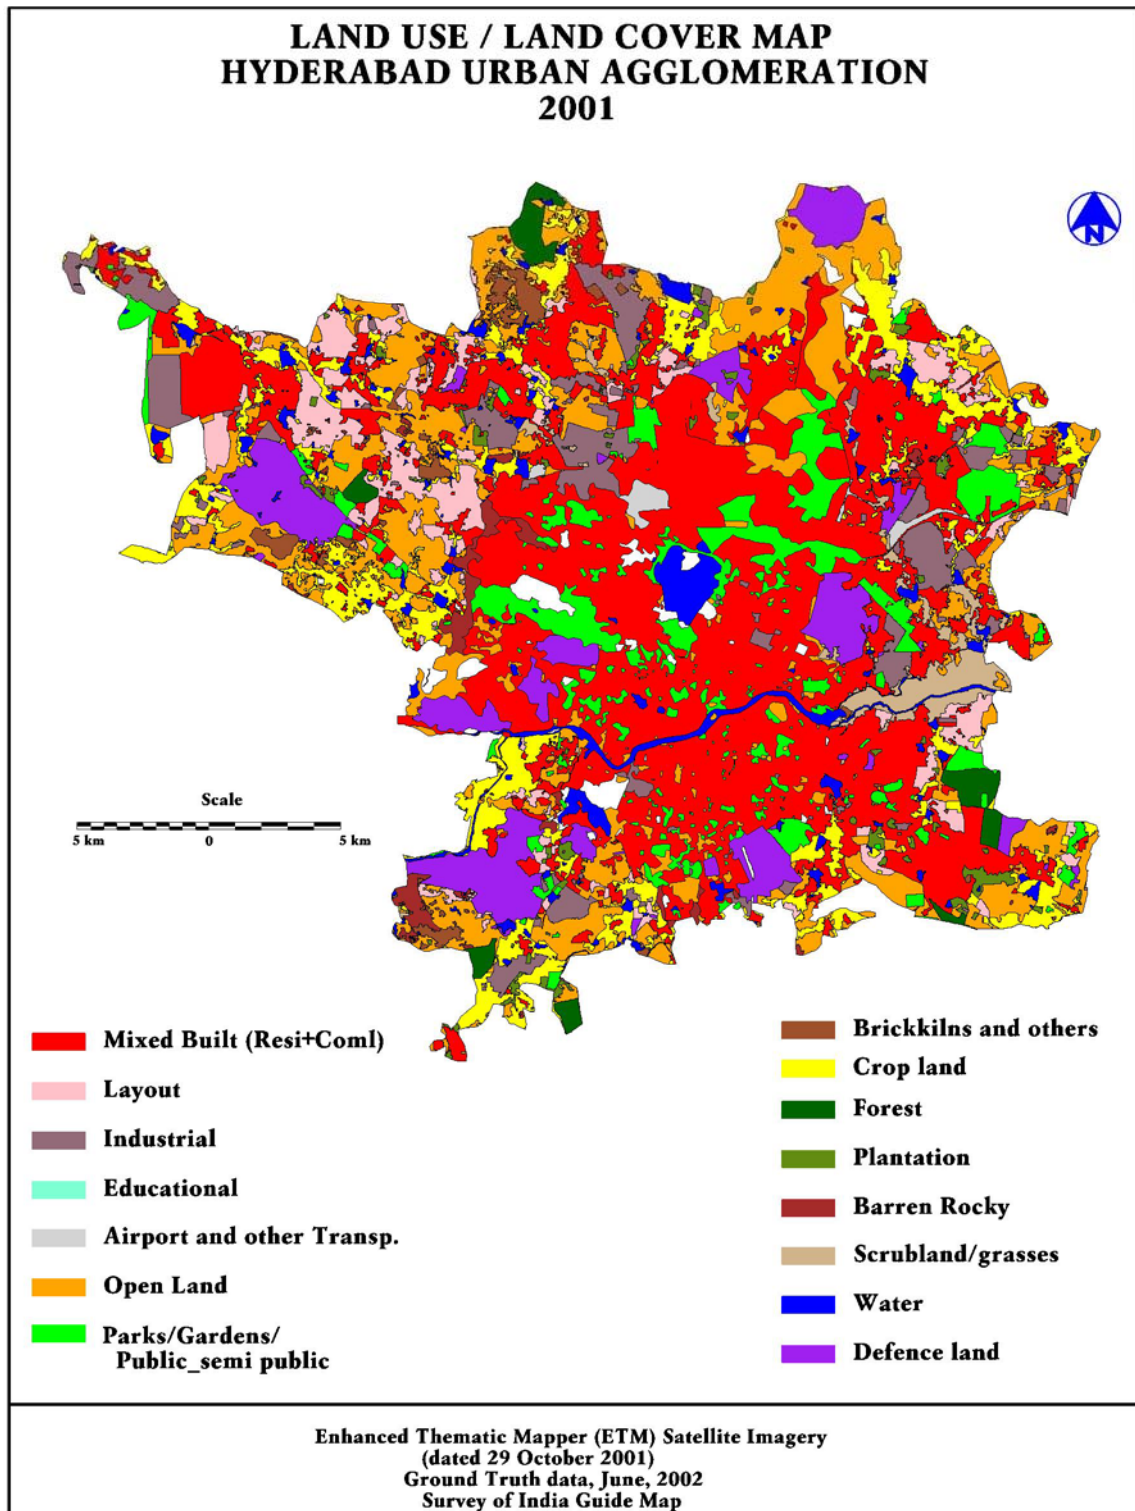 LAND USE / LAND COVER MAP
HYDERABAD URBAN AGGLOMERATION
2001
N
Scale
5 km 0 5 km
Mixed Built (Resi+Coml)
Layout
Industrial
Educational
Airport and other Transp.
Open Land
Parks/Gardens/
Public_semi public
Brickkilns and others
Crop land
Forest
Plantation
Barren Rocky
Scrubland/grasses
Water
Defence land
Enhanced Thematic Mapper (ETM) Satellite Imagery
(dated 29 October 2001)
Ground Truth data, June, 2002
Survey of India Guide Map